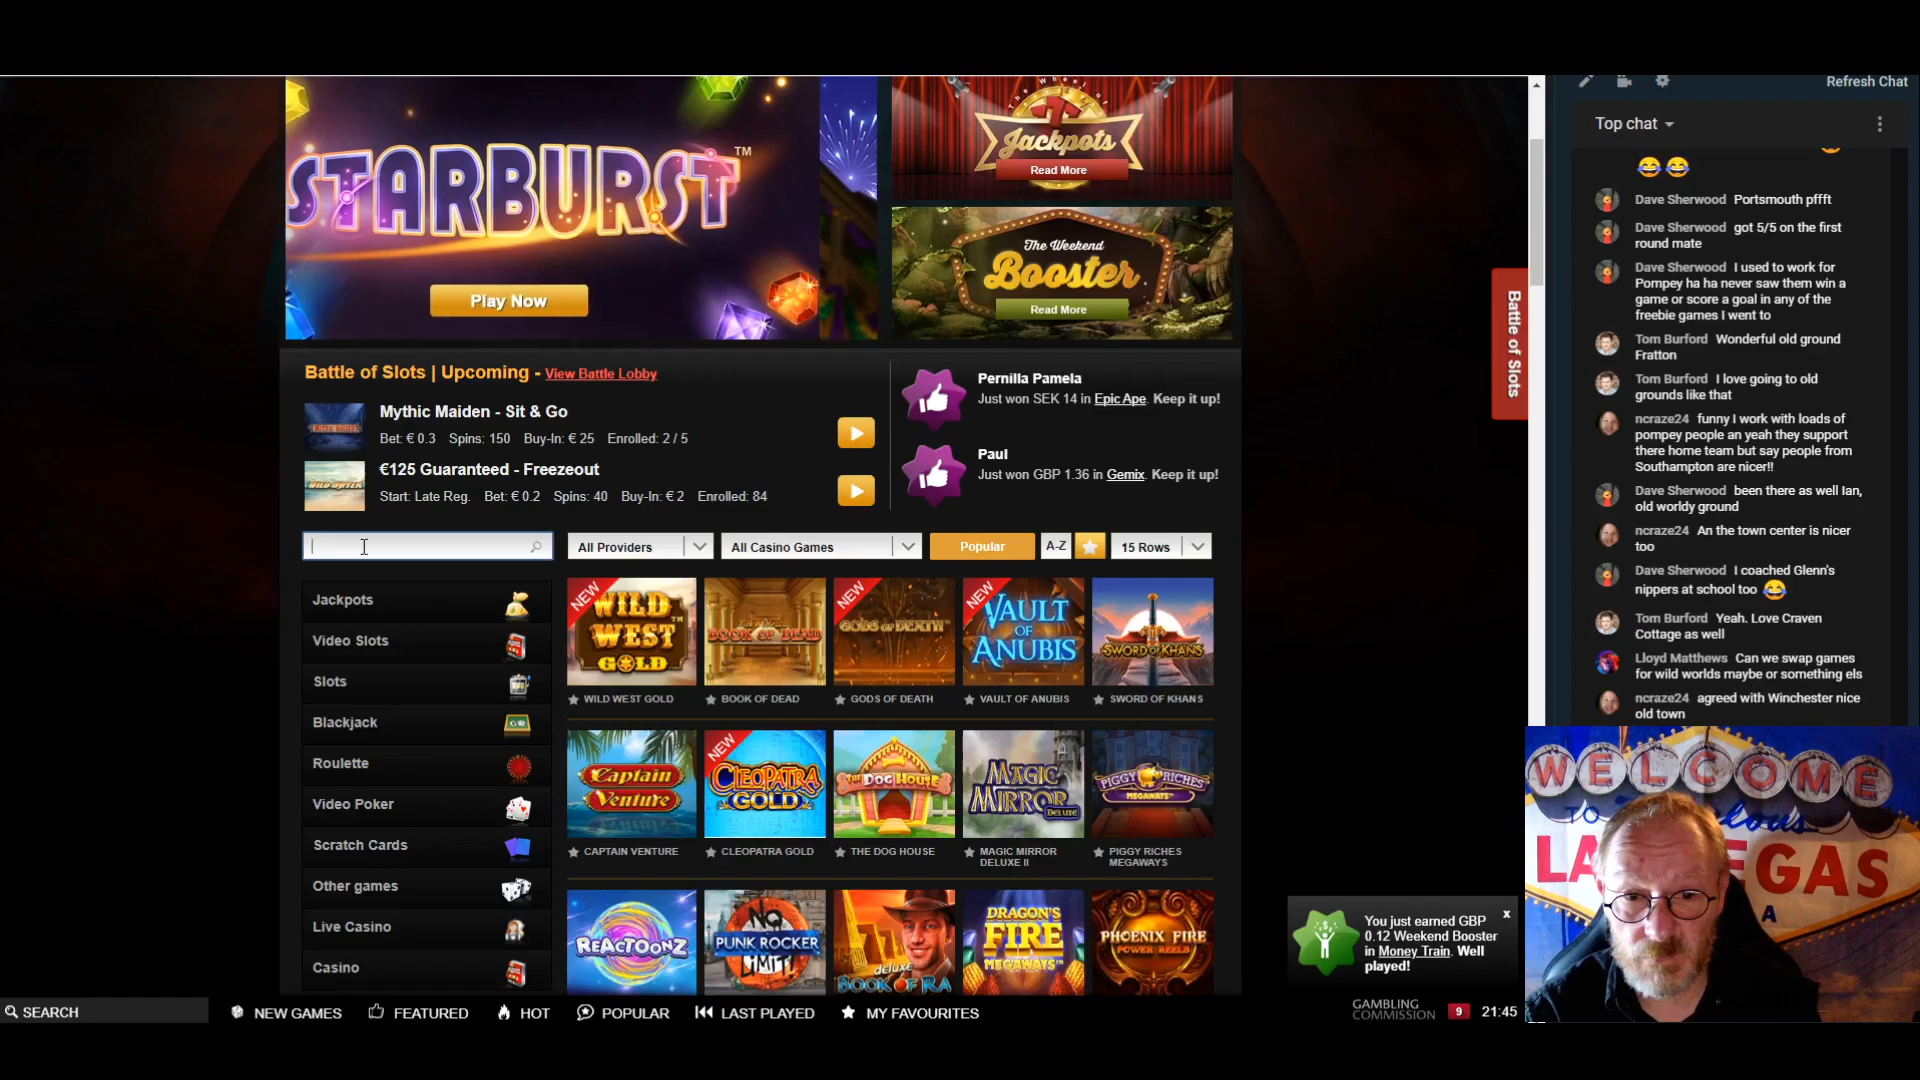 STARBURST™
Play Now
The Wheel of
Jackpots
Read More
The Weekend
Booster
Read More
Battle of Slots | Upcoming - View Battle Lobby
Mythic Maiden - Sit & Go
Bet: € 0.3 Spins: 150 Buy-In: € 25 Enrolled: 2 / 5
€125 Guaranteed - Freezeout
Start: Late Reg. Bet: € 0.2 Spins: 40 Buy-In: € 2 Enrolled: 84
Pernilla Pamela
Just won SEK 14 in Epic Ape. Keep it up!
Paul
Just won GBP 1.36 in Gemix. Keep it up!
Battle of Slots
All Providers
All Casino Games
Popular
A-Z
15 Rows
Jackpots
Video Slots
Slots
Blackjack
Roulette
Video Poker
Scratch Cards
Other games
Live Casino
Casino
NEW
WILD WEST GOLD
BOOK OF DEAD
NEW
GODS OF DEATH
NEW
VAULT OF ANUBIS
SWORD OF KHANS
WILD WEST GOLD
BOOK OF DEAD
GODS OF DEATH
VAULT OF ANUBIS
SWORD OF KHANS
Captain Venture
NEW
CLEOPATRA GOLD
THE DOG HOUSE
MAGIC MIRROR DELUXE
PIGGY RICHES MEGAWAYS
CAPTAIN VENTURE
CLEOPATRA GOLD
THE DOG HOUSE
MAGIC MIRROR
DELUXE II
PIGGY RICHES
MEGAWAYS
REACTOONZ
PUNK ROCKER
NO LIMIT
deluxe
BOOK OF RA
DRAGON'S FIRE MEGAWAYS
PHOENIX FIRE
POWER REELS
You just earned GBP
0.12 Weekend Booster
in Money Train. Well
played!
x
SEARCH
NEW GAMES
FEATURED
HOT
POPULAR
LAST PLAYED
MY FAVOURITES
GAMBLING
COMMISSION
9
21:45
Refresh Chat
Top chat
Dave Sherwood Portsmouth pffft
Dave Sherwood got 5/5 on the first
round mate
Dave Sherwood I used to work for
Pompey ha ha never saw them win a
game or score a goal in any of the
freebie games I went to
Tom Burford Wonderful old ground
Fratton
Tom Burford I love going to old
grounds like that
ncraze24 funny I work with loads of
pompey people an yeah they support
there home team but say people from
Southampton are nicer!!
Dave Sherwood been there as well Ian,
old worldy ground
ncraze24 An the town center is nicer
too
Dave Sherwood I coached Glenn's
nippers at school too 😂
Tom Burford Yeah. Love Craven
Cottage as well
Lloyd Matthews Can we swap games
for wild worlds maybe or something els
ncraze24 agreed with Winchester nice
old town
WELCOME
TO
LA
EGAS
A